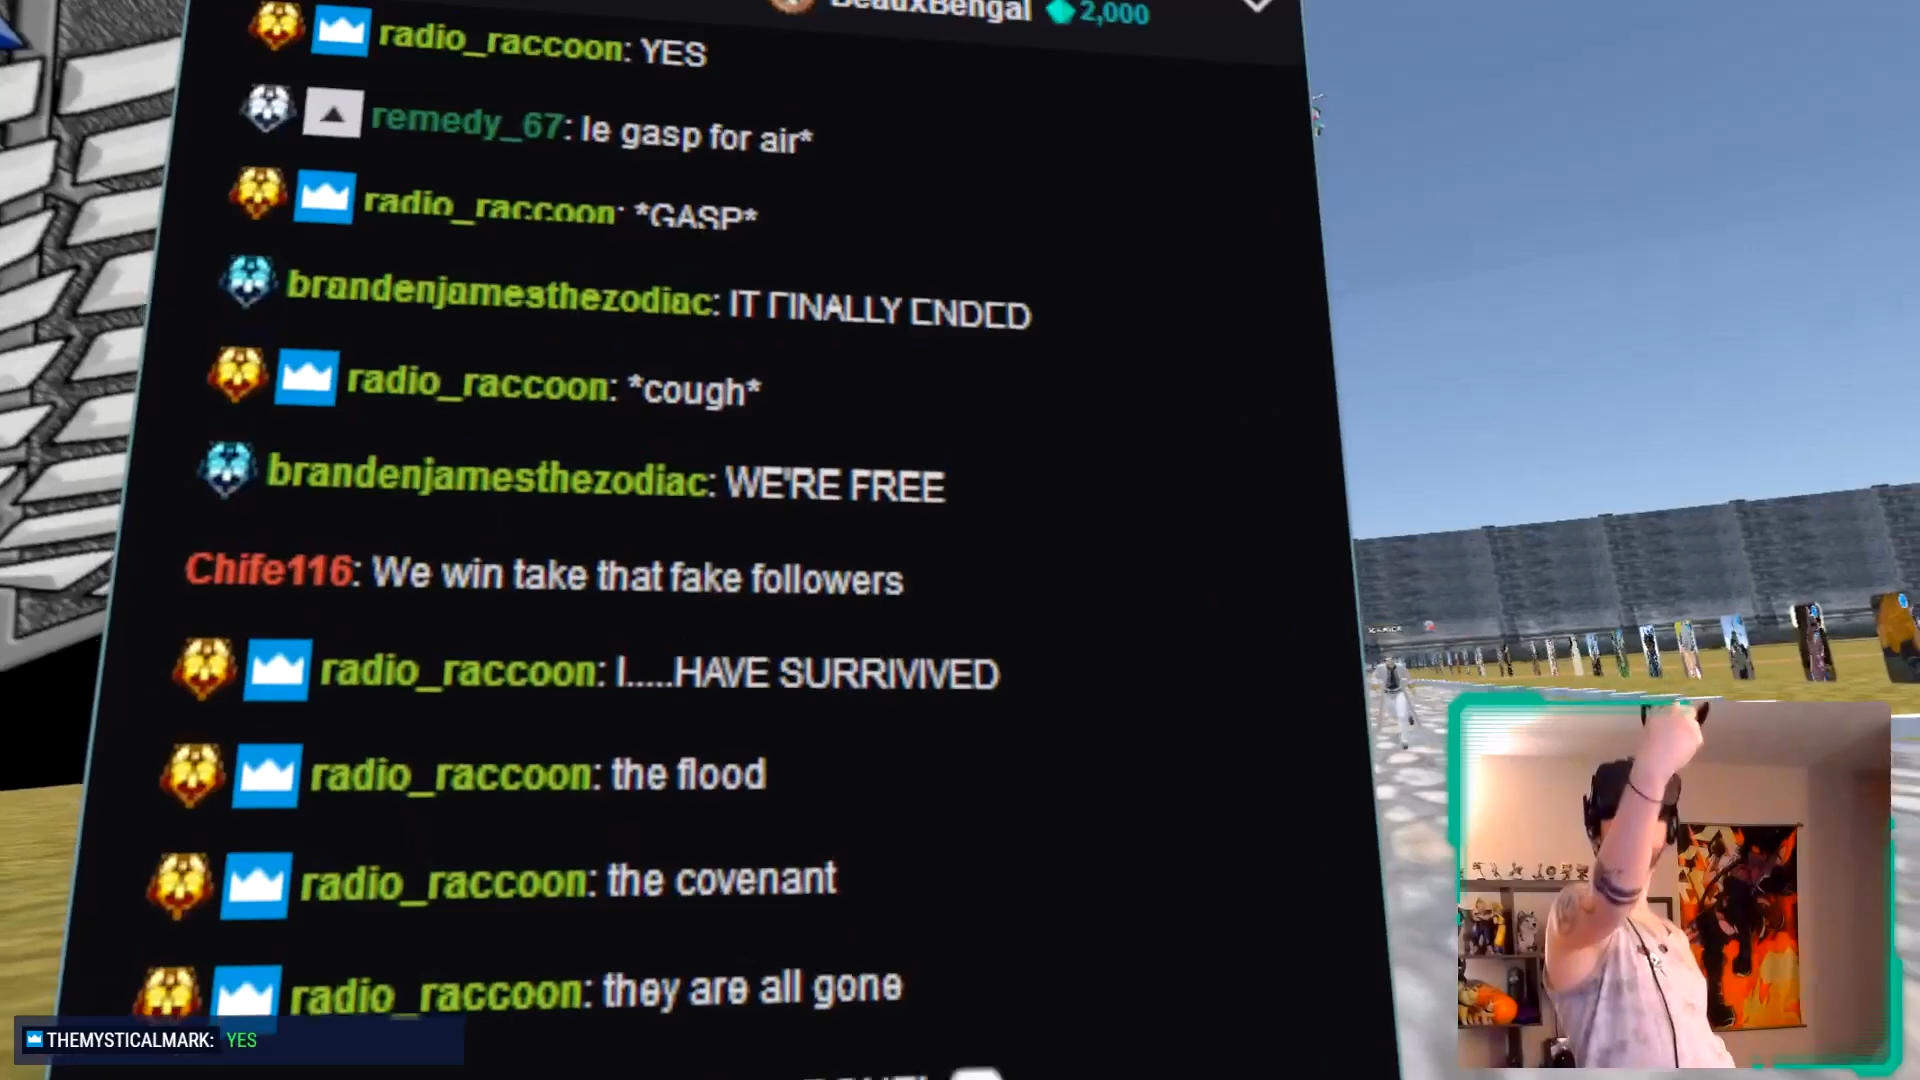 BeauxBengal 2,000
radio_raccoon: YES
remedy_67: le gasp for air*
radio_raccoon: *GASP*
brandenjamesthezodiac: IT FINALLY ENDED
radio_raccoon: *cough*
brandenjamesthezodiac: WE'RE FREE
Chife116: We win take that fake followers
radio_raccoon: I.....HAVE SURRIVIVED
radio_raccoon: the flood
radio_raccoon: the covenant
radio_raccoon: they are all gone
THEMYSTICALMARK: YES